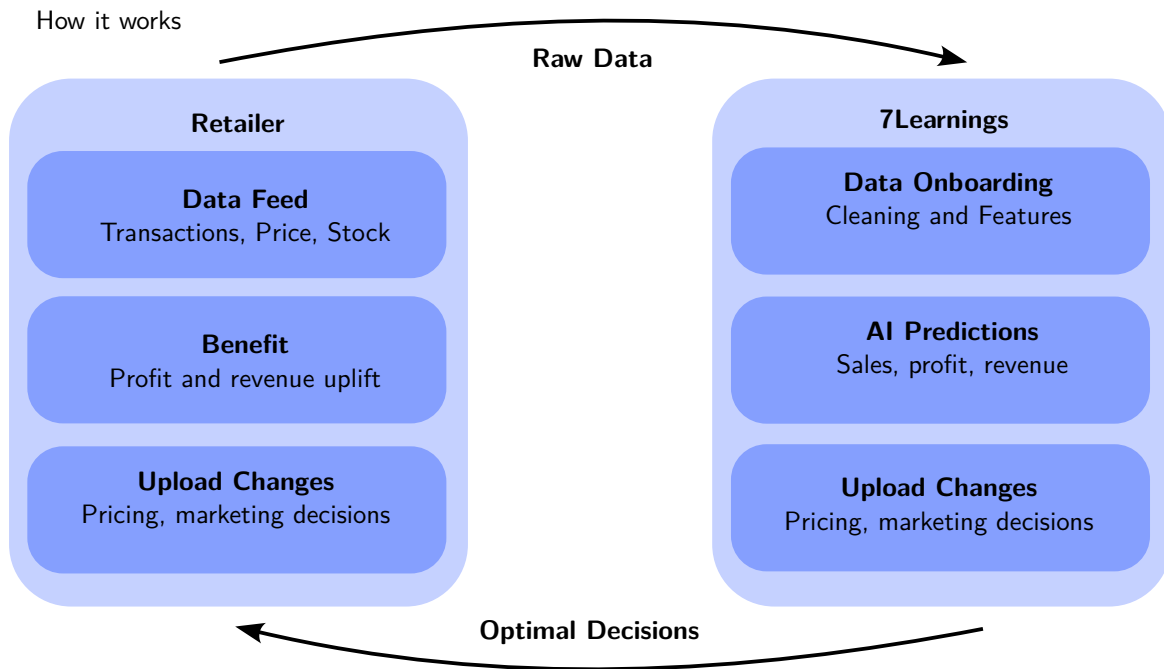 How it works
Raw Data
Retailer
Data Feed
Transactions, Price, Stock
Benefit
Profit and revenue uplift
Upload Changes
Pricing, marketing decisions
7Learnings
Data Onboarding
Cleaning and Features
AI Predictions
Sales, profit, revenue
Upload Changes
Pricing, marketing decisions
Optimal Decisions